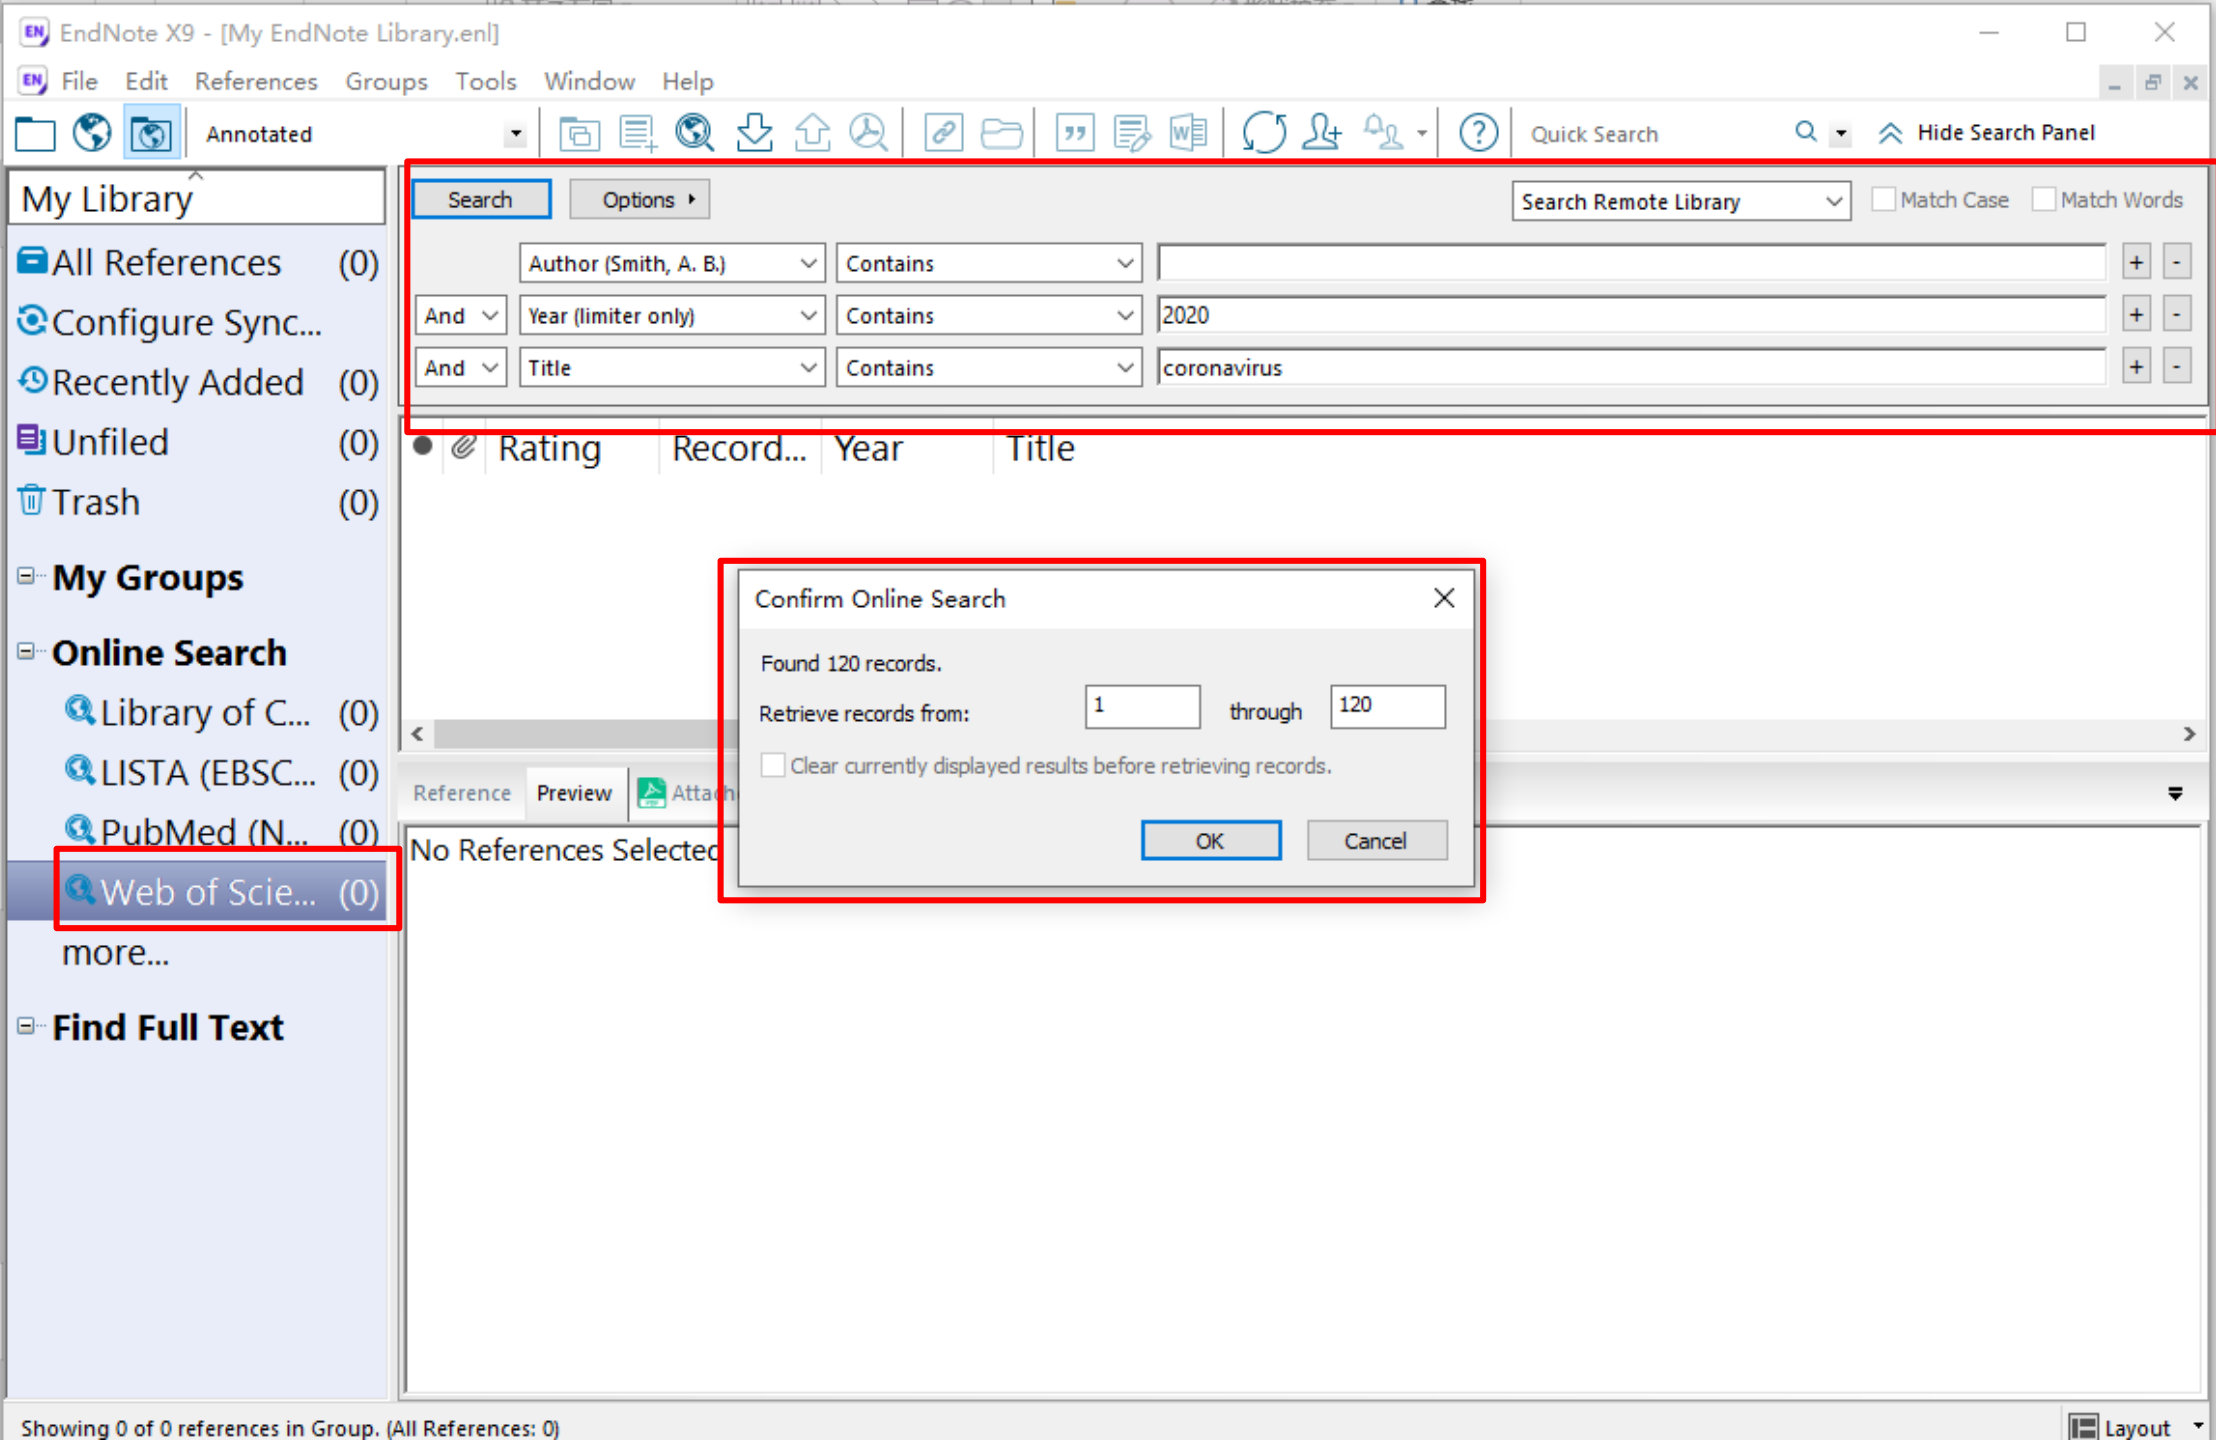 EndNote X9 - [My EndNote Library.enl]
File Edit References Groups Tools Window Help
Annotated
Quick Search
Hide Search Panel
My Library
All References (0)
Configure Sync...
Recently Added (0)
Unfiled (0)
Trash (0)
My Groups
Online Search
Library of C... (0)
LISTA (EBSC... (0)
PubMed (N... (0)
Web of Scie... (0)
more...
Find Full Text
Search Options Search Remote Library Match Case Match Words
Author (Smith, A. B.) Contains + -
And Year (limiter only) Contains 2020 + -
And Title Contains coronavirus + -
Rating Record... Year Title
Confirm Online Search
Found 120 records.
Retrieve records from: 1 through 120
Clear currently displayed results before retrieving records.
OK Cancel
Reference Preview Attach
No References Selected
Showing 0 of 0 references in Group. (All References: 0)
Layout